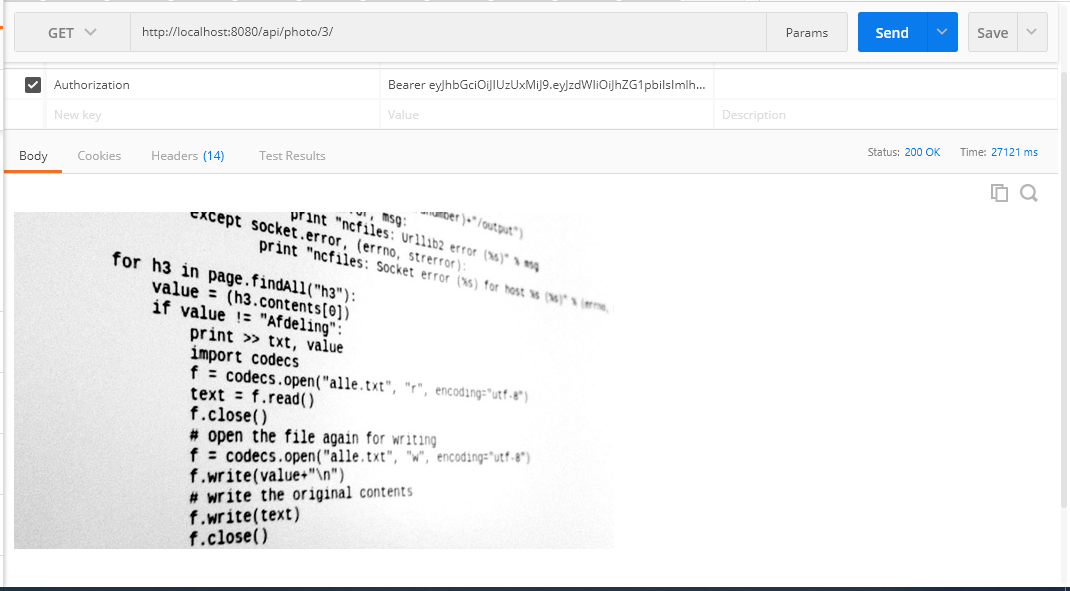 GET http://localhost:8080/api/photo/3/ Params Send Save
Authorization Bearer eyJhbGciOiJIUzUxMiJ9.eyJzdWIiOiJhZG1pbiIsImlh...
New key Value Description
Body Cookies Headers (14) Test Results Status: 200 OK Time: 27121 ms
msg: number)+"/output")
print "ncfiles: Urllib2 error (%s)" % msg
except socket.error, (errno, strerror):
print "ncfiles: Socket error (%s) for host %s (%s)" % (errno,
for h3 in page.findAll("h3"):
value = (h3.contents[0])
if value != "Afdeling":
print >> txt, value
import codecs
f = codecs.open("alle.txt", "r", encoding="utf-8")
text = f.read()
f.close()
# open the file again for writing
f = codecs.open("alle.txt", "w", encoding="utf-8")
f.write(value+"\n")
# write the original contents
f.write(text)
f.close()